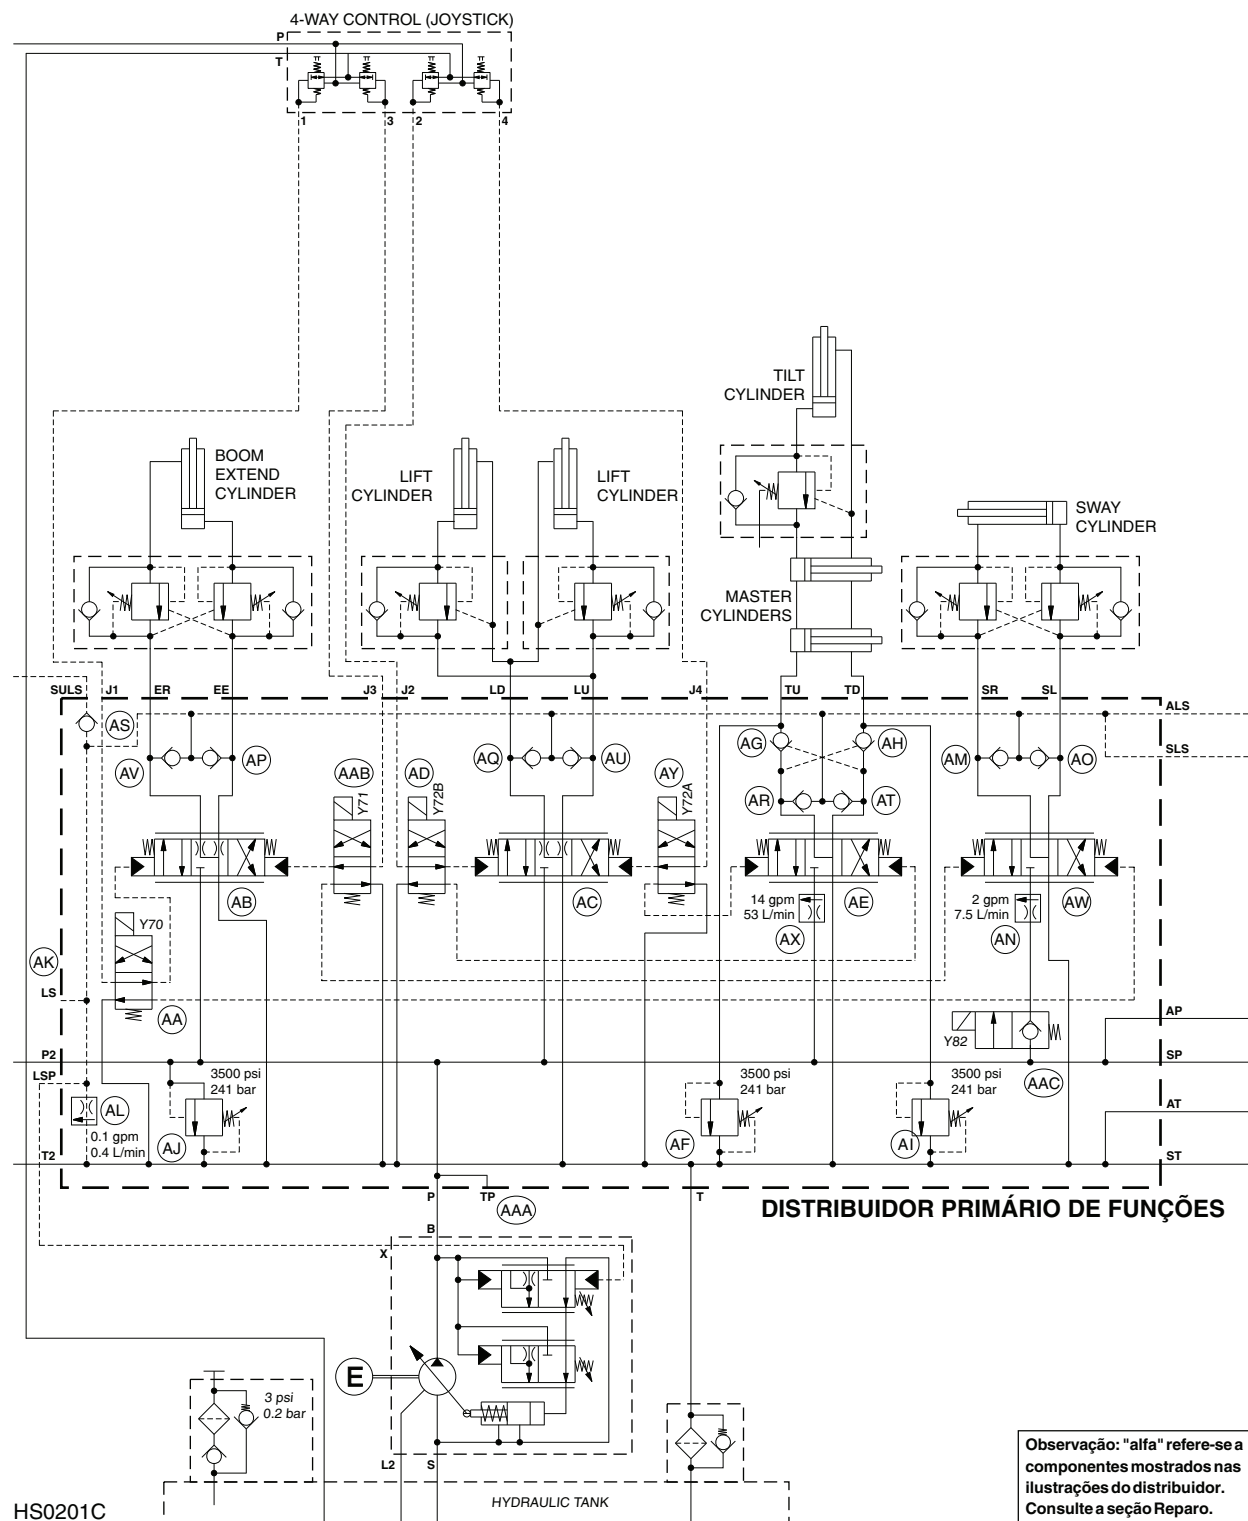 4-WAY CONTROL (JOYSTICK)
P
T
1
3
2
4
TILT
CYLINDER
BOOM
EXTEND
CYLINDER
LIFT
CYLINDER
LIFT
CYLINDER
SWAY
CYLINDER
MASTER
CYLINDERS
SULS
J1
ER
EE
J3
J2
LD
LU
J4
TU
TD
SR
SL
ALS
AS
AG
AH
SLS
AV
AP
AAB
AD
AQ
AU
AY
AM
AO
Y71
Y72B
Y72A
AR
AT
AB
AC
14 gpm
53 L/min
AE
2 gpm
7.5 L/min
AW
Y70
AX
AN
AK
LS
AA
AP
Y82
P2
SP
LSP
3500 psi
241 bar
3500 psi
241 bar
3500 psi
241 bar
AAC
AL
AT
0.1 gpm
0.4 L/min
AJ
AF
AI
T2
ST
P
TP
AAA
T
DISTRIBUIDOR PRIMÁRIO DE FUNÇÕES
B
X
E
3 psi
0.2 bar
L2
S
HYDRAULIC TANK
Observação: "alfa" refere-se a
componentes mostrados nas
ilustrações do distribuidor.
Consulte a seção Reparo.
HS0201C